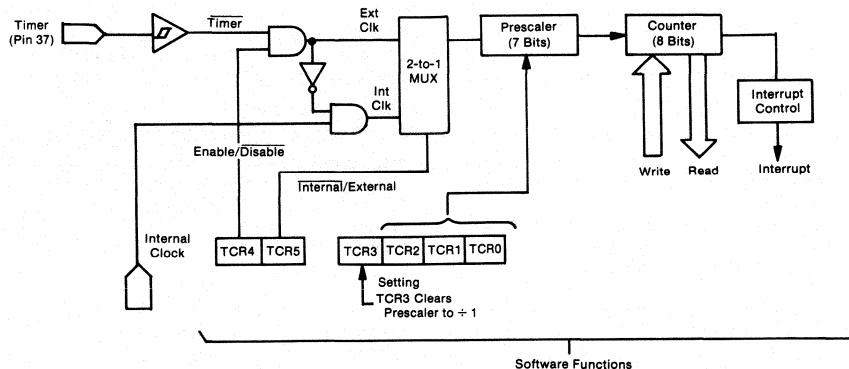 Timer
(Pin 37)
Timer
Ext
Clk
2-to-1
MUX
Prescaler
(7 Bits)
Counter
(8 Bits)
Interrupt
Control
Int
Clk
Enable/Disable
Internal/External
Write
Read
Interrupt
Internal
Clock
TCR4
TCR5
TCR3
TCR2
TCR1
TCR0
Setting
TCR3 Clears
Prescaler to ÷ 1
Software Functions